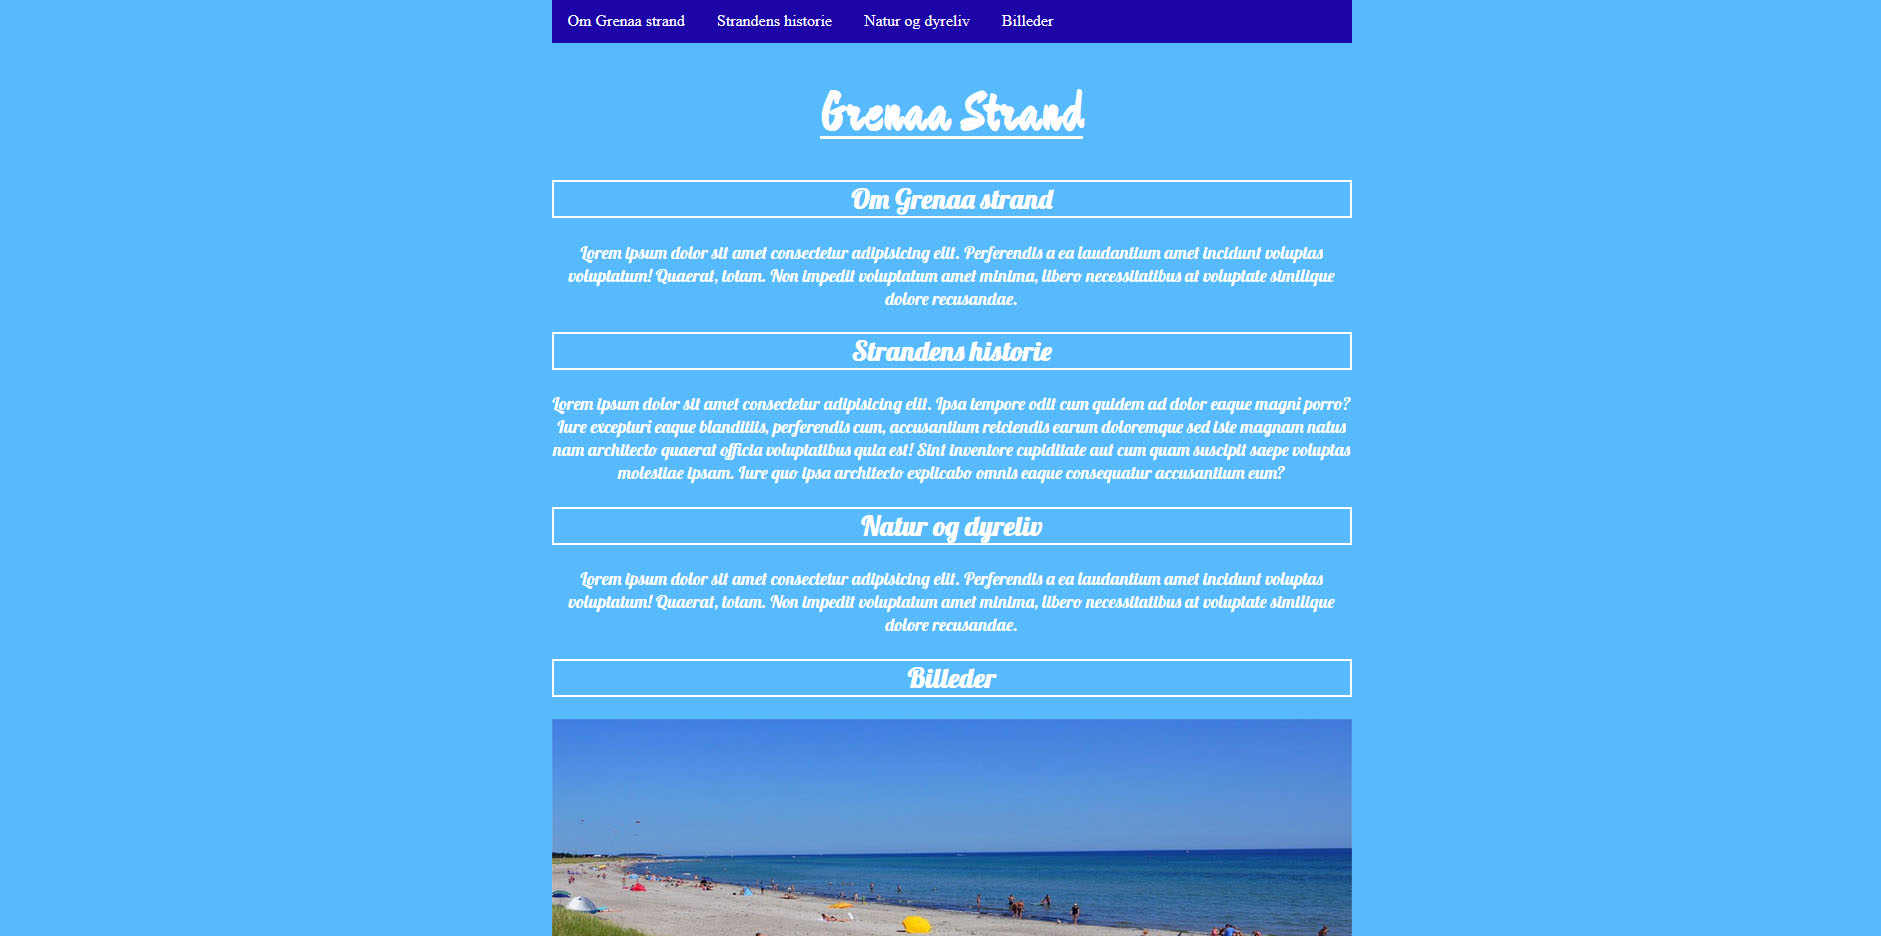 Om Grenaa strand Strandens historie Natur og dyreliv Billeder
Grenaa Strand
Om Grenaa strand
Lorem ipsum dolor sit amet consectetur adipisicing elit. Perferendis a ea laudantium amet incidunt voluptas
voluptatum! Quaerat, totam. Non impedit voluptatum amet minima, libero necessitatibus at voluptate similique
dolore recusandae.
Strandens historie
Lorem ipsum dolor sit amet consectetur adipisicing elit. Ipsa tempore odit cum quidem ad dolor eaque magni porro?
Iure excepturi eaque blanditiis, perferendis cum, accusantium reiciendis earum doloremque sed iste magnam natus
nam architecto quaerat officia voluptatibus quia est! Sint inventore cupiditate aut cum quam suscipit saepe voluptas
molestiae ipsam. Iure quo ipsa architecto explicabo omnis eaque consequatur accusantium eum?
Natur og dyreliv
Lorem ipsum dolor sit amet consectetur adipisicing elit. Perferendis a ea laudantium amet incidunt voluptas
voluptatum! Quaerat, totam. Non impedit voluptatum amet minima, libero necessitatibus at voluptate similique
dolore recusandae.
Billeder